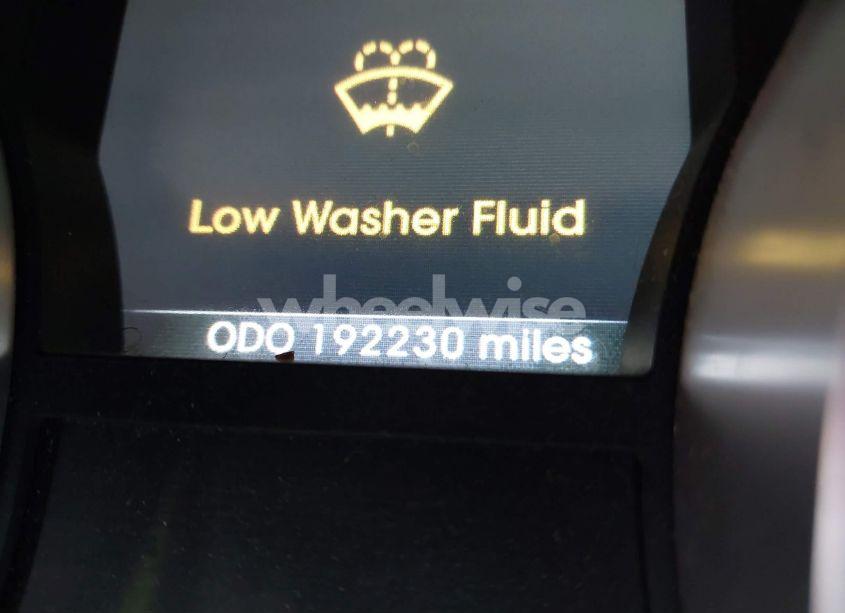 Low Washer Fluid
wheelwise
ODO 192230 miles